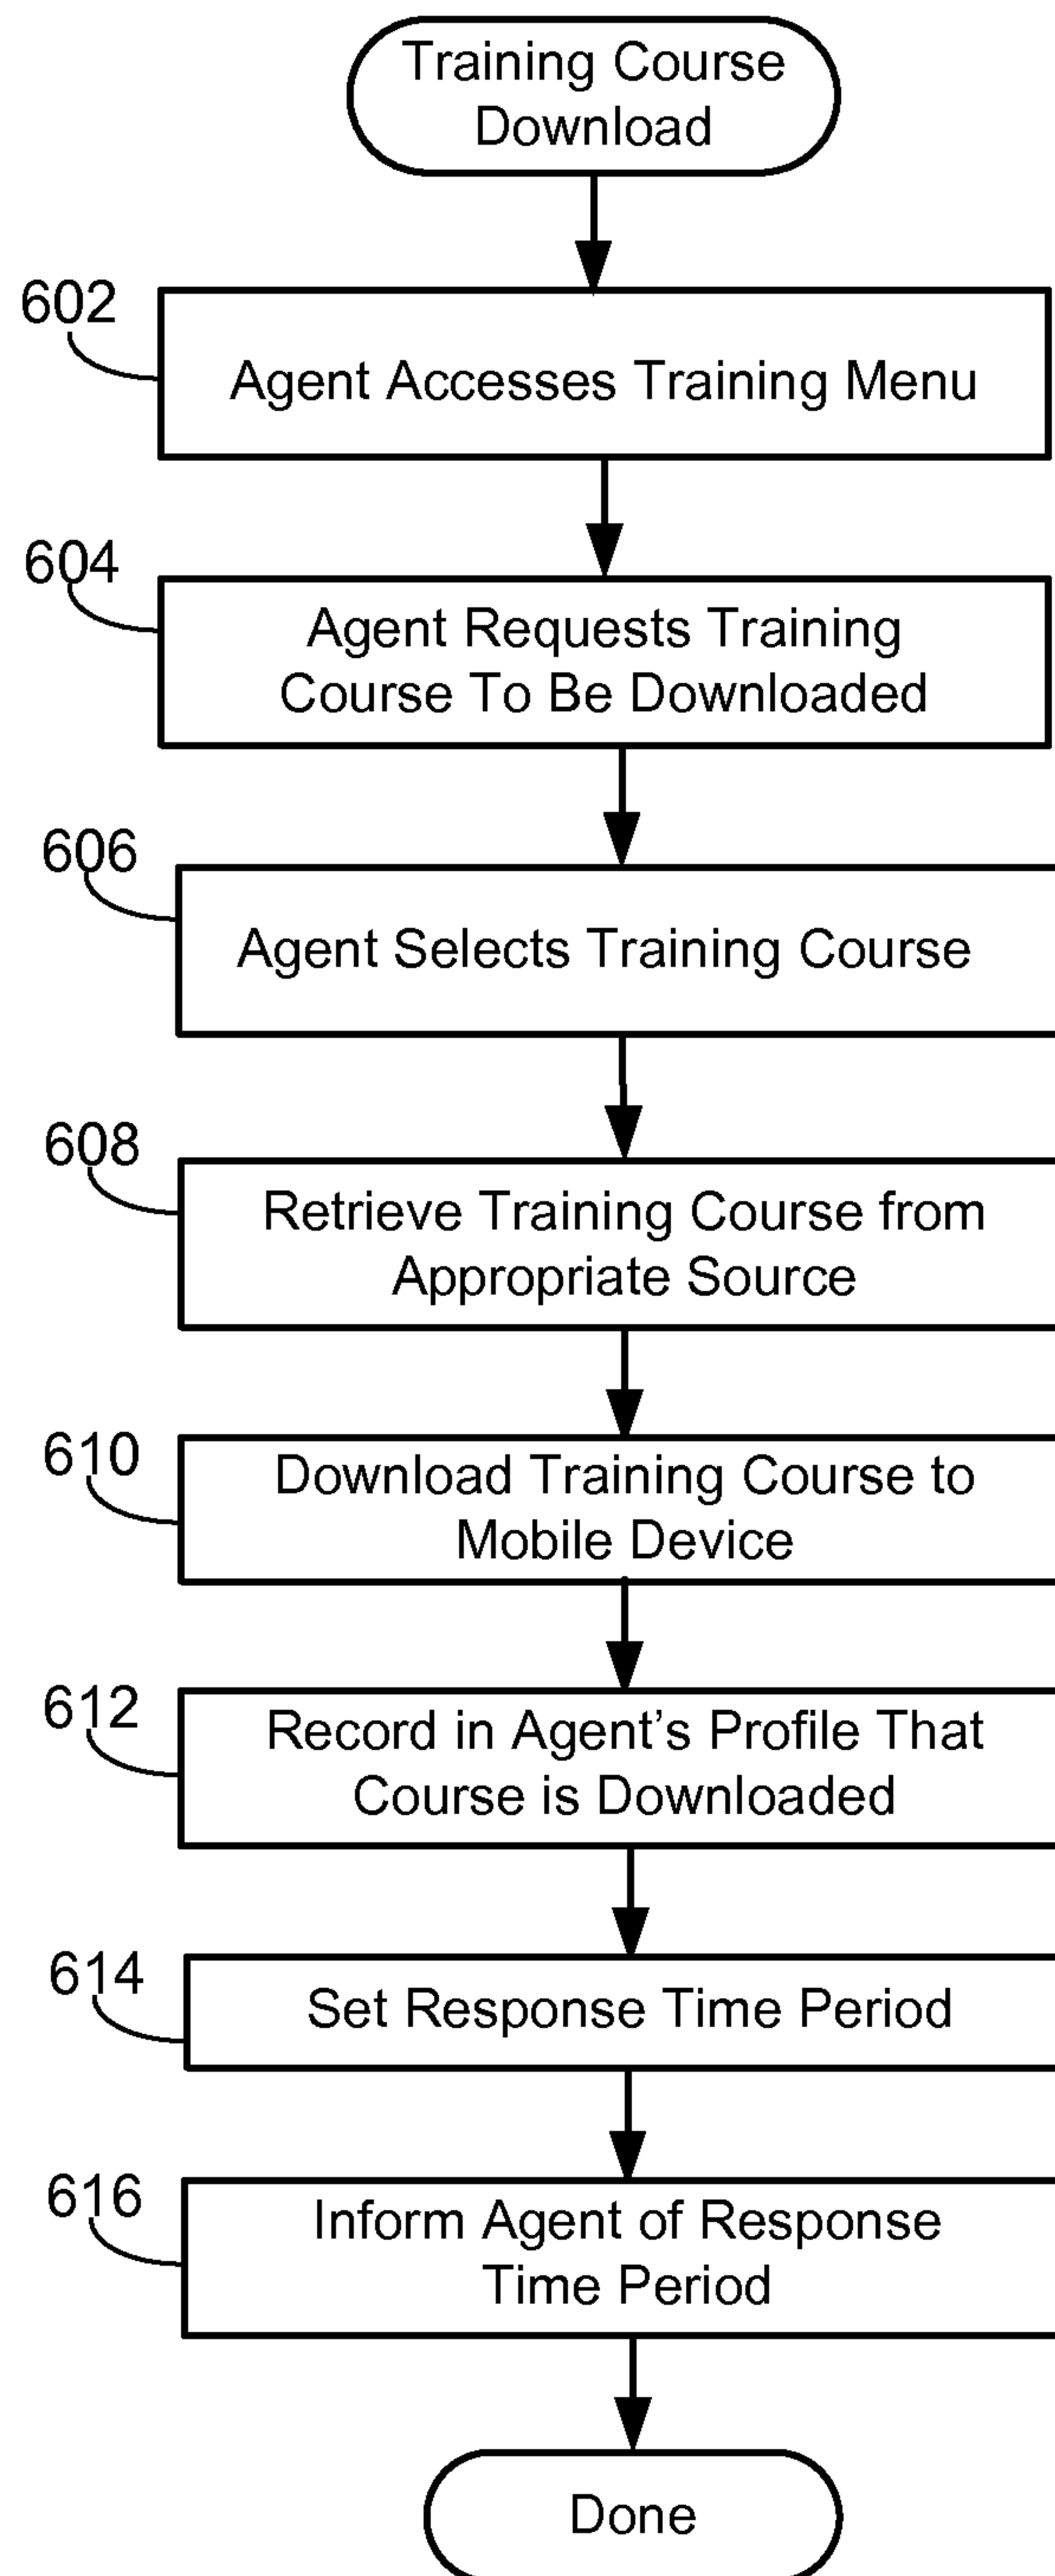 Training Course
Download
602
Agent Accesses Training Menu
604
Agent Requests Training
Course To Be Downloaded
606
Agent Selects Training Course
608
Retrieve Training Course from
Appropriate Source
610
Download Training Course to
Mobile Device
612
Record in Agent’s Profile That
Course is Downloaded
614
Set Response Time Period
616
Inform Agent of Response
Time Period
Done